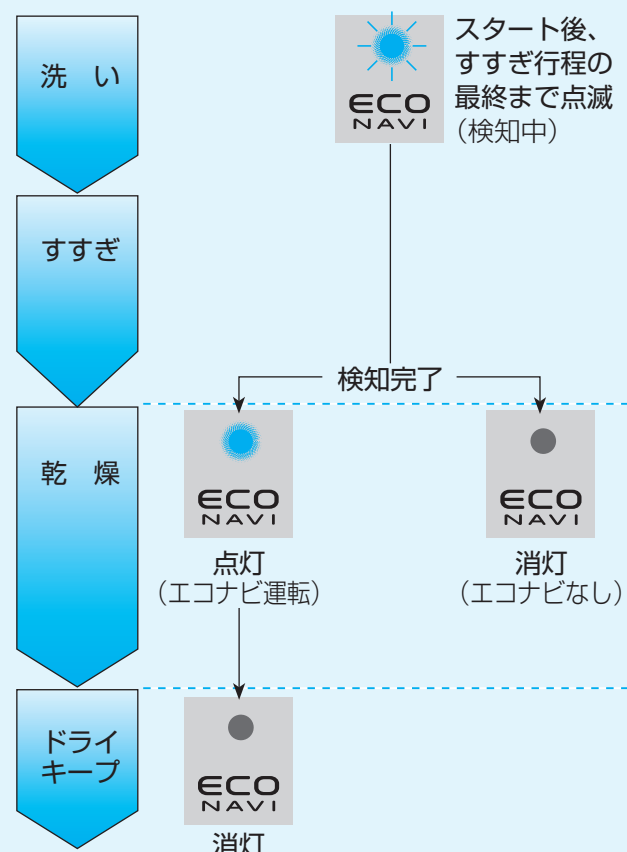 洗　い
スタート後、
すすぎ行程の
最終まで点滅
（検知中）
ECO
NAVI
すすぎ
検知完了
乾　燥
ECO
NAVI
点灯
（エコナビ運転）
ECO
NAVI
消灯
（エコナビなし）
ドライ
キープ
ECO
NAVI
消灯